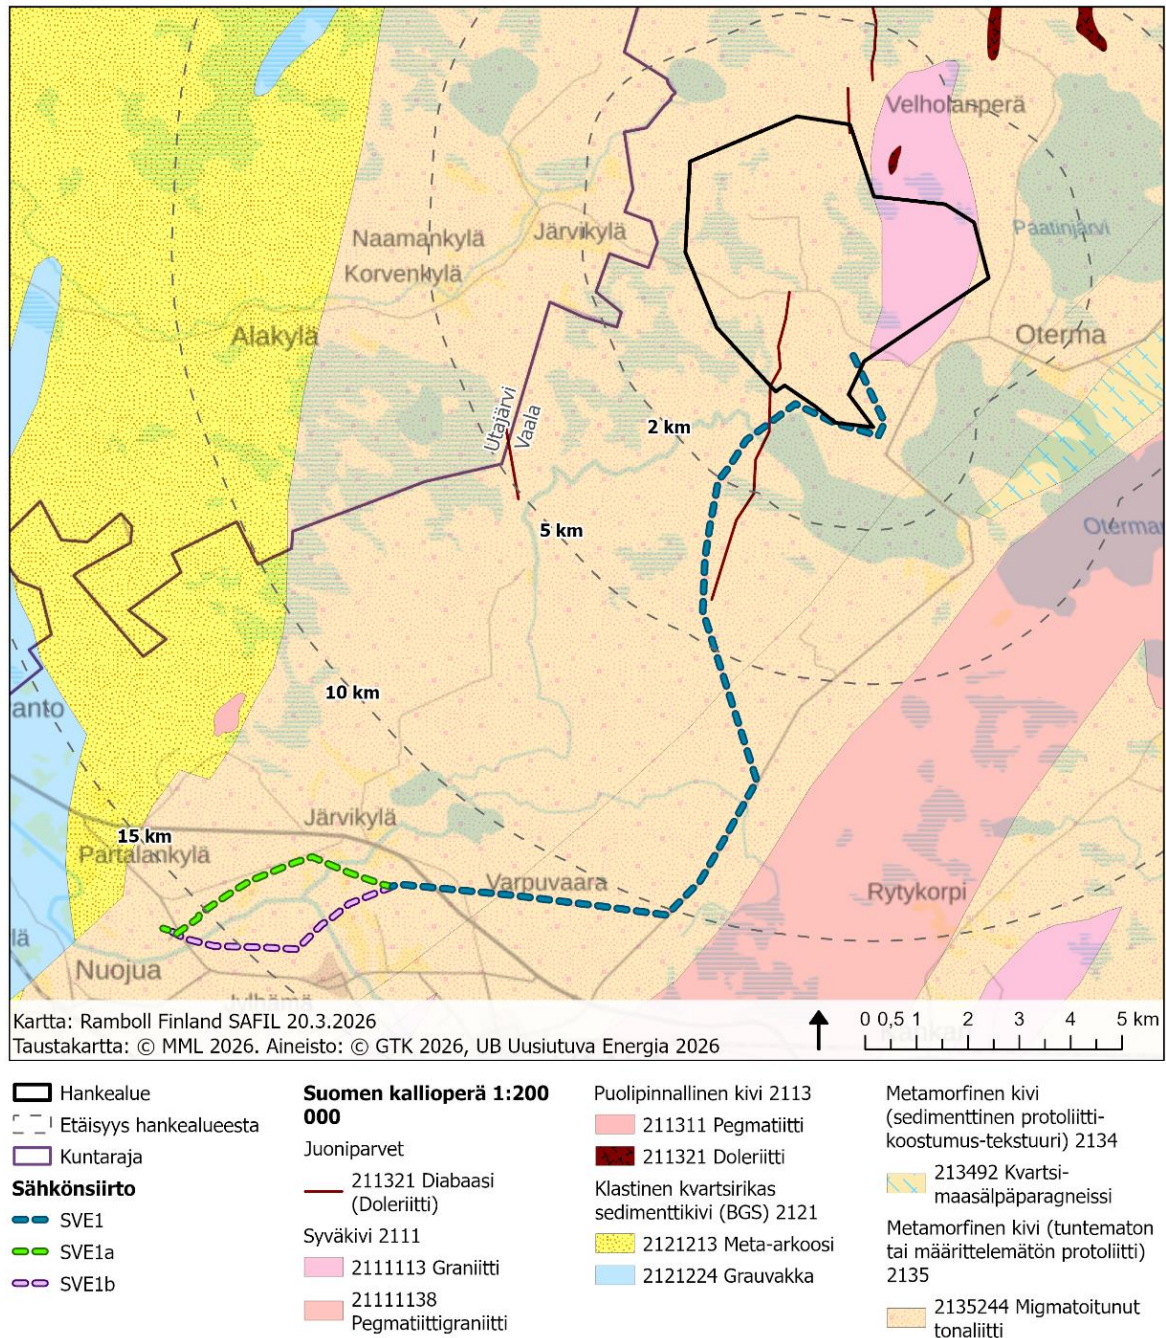 Velholanperä
Naamankylä
Järvikylä
Paatinjärvi
Korvenkylä
Alakylä
Oterma
Utajärvi
Vaala
2 km
5 km
10 km
anto
Järvikylä
15 km
Partalankylä
Varpuvaara
Rytykorpi
lä
Nuojua
Kartta: Ramboll Finland SAFIL 20.3.2026
Taustakartta: © MML 2026. Aineisto: © GTK 2026, UB Uusiutuva Energia 2026
0 0,5 1 2 3 4 5 km
Hankealue
Etäisyys hankealueesta
Kuntaraja
Sähkönsiirto
SVE1
SVE1a
SVE1b
Suomen kallioperä 1:200
000
Juoniparvet
211321 Diabaasi
(Doleriitti)
Syväkivi 2111
2111113 Graniitti
21111138
Pegmatiittigraniitti
Puolipinnallinen kivi 2113
211311 Pegmatiitti
211321 Doleriitti
Klastinen kvartsirikas
sedimenttikivi (BGS) 2121
2121213 Meta-arkoosi
2121224 Grauvakka
Metamorfinen kivi
(sedimenttinen protoliitti-
koostumus-tekstuuri) 2134
213492 Kvartsi-
maasälpäparagneissi
Metamorfinen kivi (tuntematon
tai määrittelemätön protoliitti)
2135
2135244 Migmatoitunut
tonaliitti